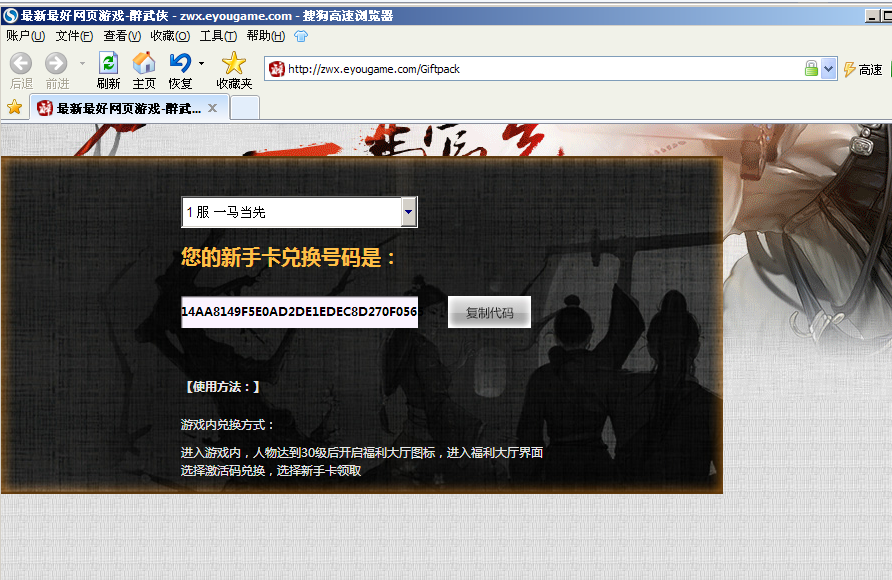 最新最好网页游戏-醉武侠 - zwx.eyougame.com - 搜狗高速浏览器
账户(U) 文件(F) 查看(V) 收藏(O) 工具(T) 帮助(H)
后退 前进 刷新 主页 恢复 收藏夹 http://zwx.eyougame.com/Giftpack 高速
最新最好网页游戏-醉武...
1 服 一马当先
您的新手卡兑换号码是：
14AA8149F5E0AD2DE1EDEC8D270F056 复制代码
【使用方法：】
游戏内兑换方式：
进入游戏内，人物达到30级后开启福利大厅图标，进入福利大厅界面
选择激活码兑换，选择新手卡领取